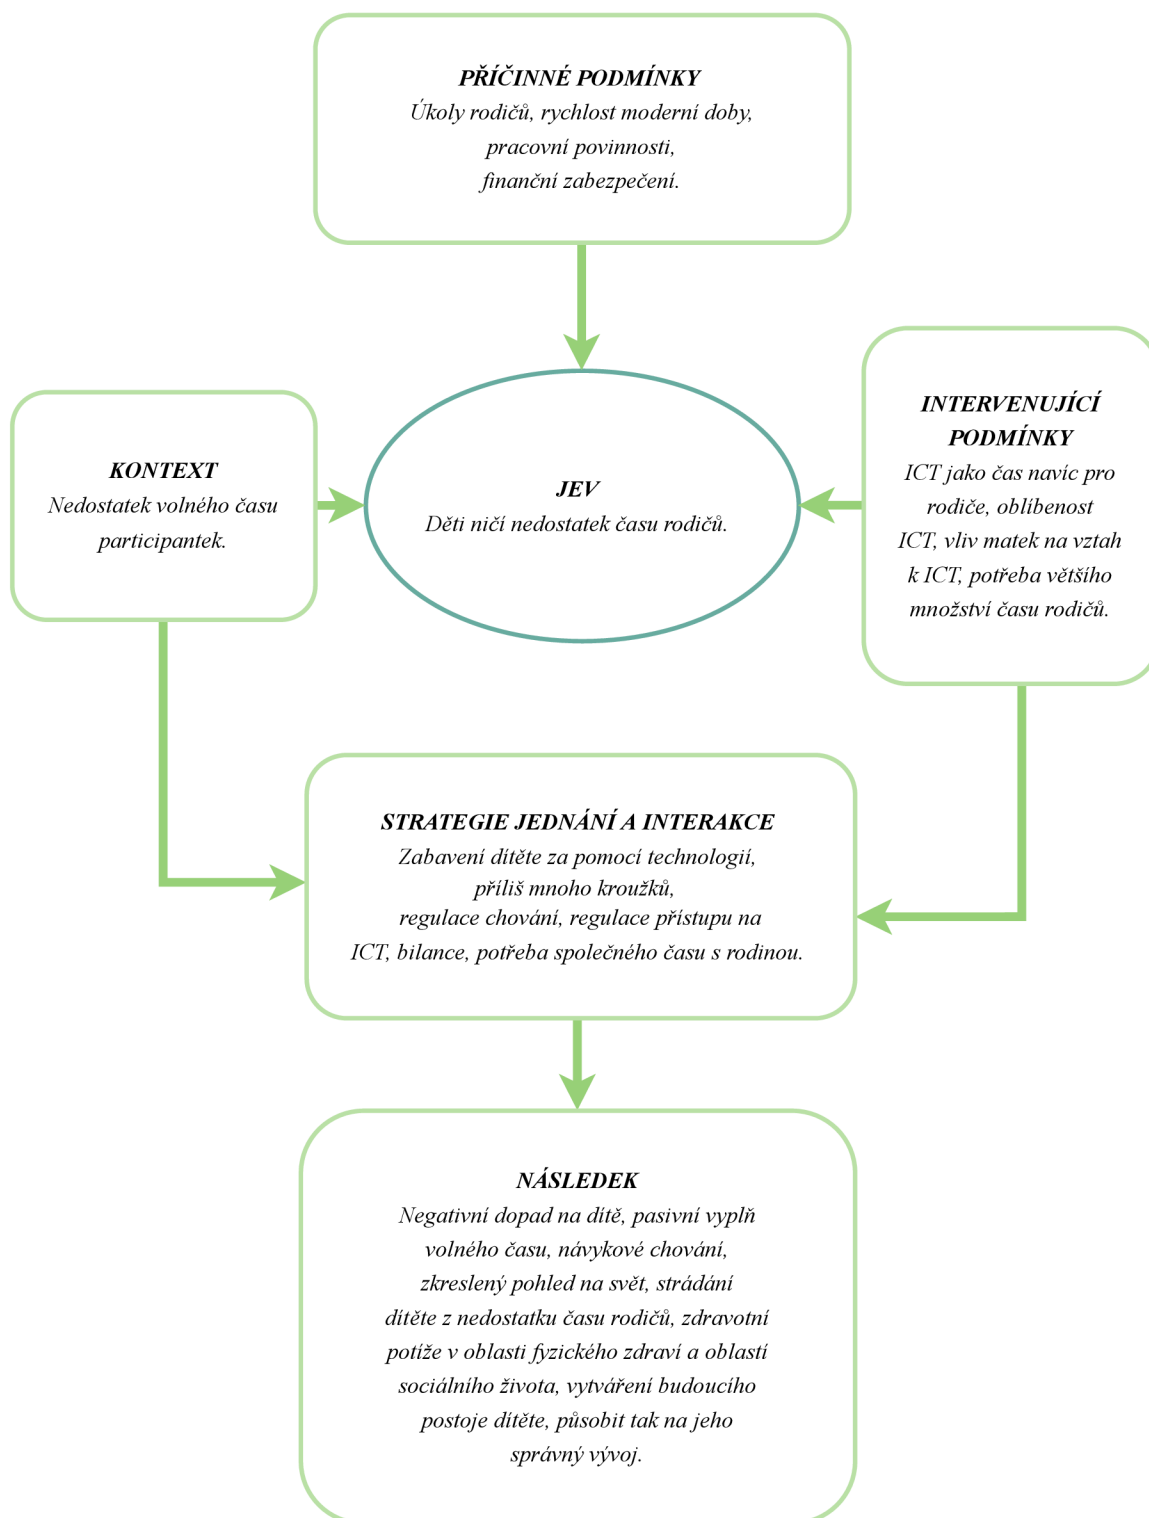 PŘÍČINNÉ PODMÍNKY
Úkoly rodičů, rychlost moderní doby,
pracovní povinnosti,
finanční zabezpečení.
KONTEXT
Nedostatek volného času
participantek.
JEV
Děti ničí nedostatek času rodičů.
INTERVENUJÍCÍ
PODMÍNKY
ICT jako čas navíc pro
rodiče, oblíbenost
ICT, vliv matek na vztah
k ICT, potřeba většího
množství času rodičů.
STRATEGIE JEDNÁNÍ A INTERAKCE
Zabavení dítěte za pomocí technologií,
příliš mnoho kroužků,
regulace chování, regulace přístupu na
ICT, bilance, potřeba společného času s rodinou.
NÁSLEDEK
Negativní dopad na dítě, pasivní vyplň
volného času, návykové chování,
zkreslený pohled na svět, strádání
dítěte z nedostatku času rodičů, zdravotní
potíže v oblasti fyzického zdraví a oblastí
sociálního života, vytváření budoucího
postoje dítěte, působit tak na jeho
správný vývoj.